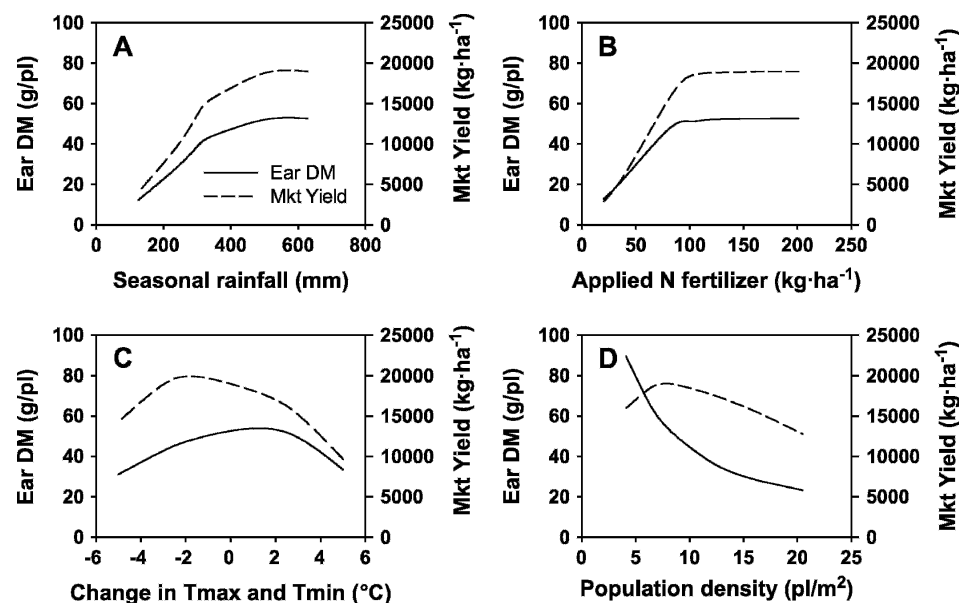 A
100
80
60
40
20
0
Ear DM (g/pl)
25000
20000
15000
10000
5000
0
Mkt Yield (kg·ha⁻¹)
Ear DM
Mkt Yield
0 200 400 600 800
Seasonal rainfall (mm)
B
100
80
60
40
20
0
Ear DM (g/pl)
25000
20000
15000
10000
5000
0
Mkt Yield (kg·ha⁻¹)
0 50 100 150 200 250
Applied N fertilizer (kg·ha⁻¹)
C
100
80
60
40
20
0
Ear DM (g/pl)
25000
20000
15000
10000
5000
0
Mkt Yield (kg·ha⁻¹)
-6 -4 -2 0 2 4 6
Change in Tmax and Tmin (°C)
D
100
80
60
40
20
0
Ear DM (g/pl)
25000
20000
15000
10000
5000
0
Mkt Yield (kg·ha⁻¹)
0 5 10 15 20 25
Population density (pl/m²)